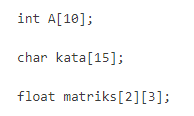 int A[10];
char kata[15];
float matriks[2][3];